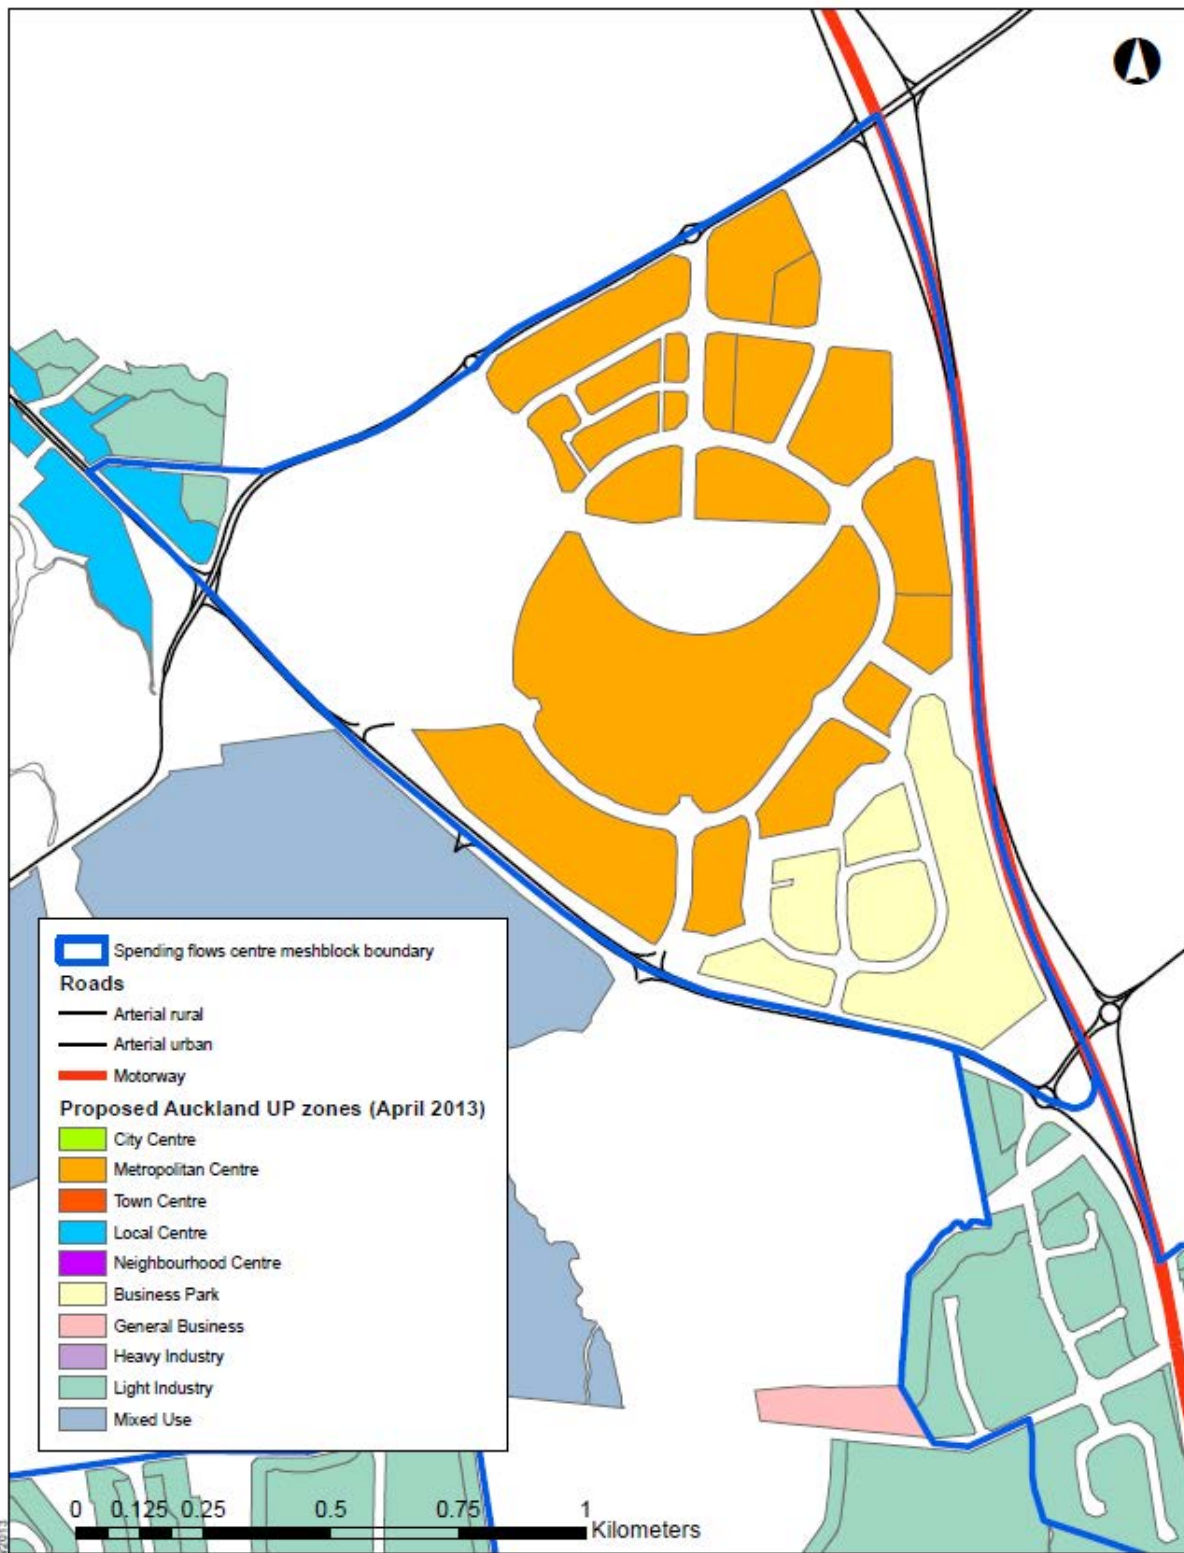 Spending flows centre meshblock boundary
Roads
Arterial rural
Arterial urban
Motorway
Proposed Auckland UP zones (April 2013)
City Centre
Metropolitan Centre
Town Centre
Local Centre
Neighbourhood Centre
Business Park
General Business
Heavy Industry
Light Industry
Mixed Use
0 0.125 0.25 0.5 0.75 1
Kilometers